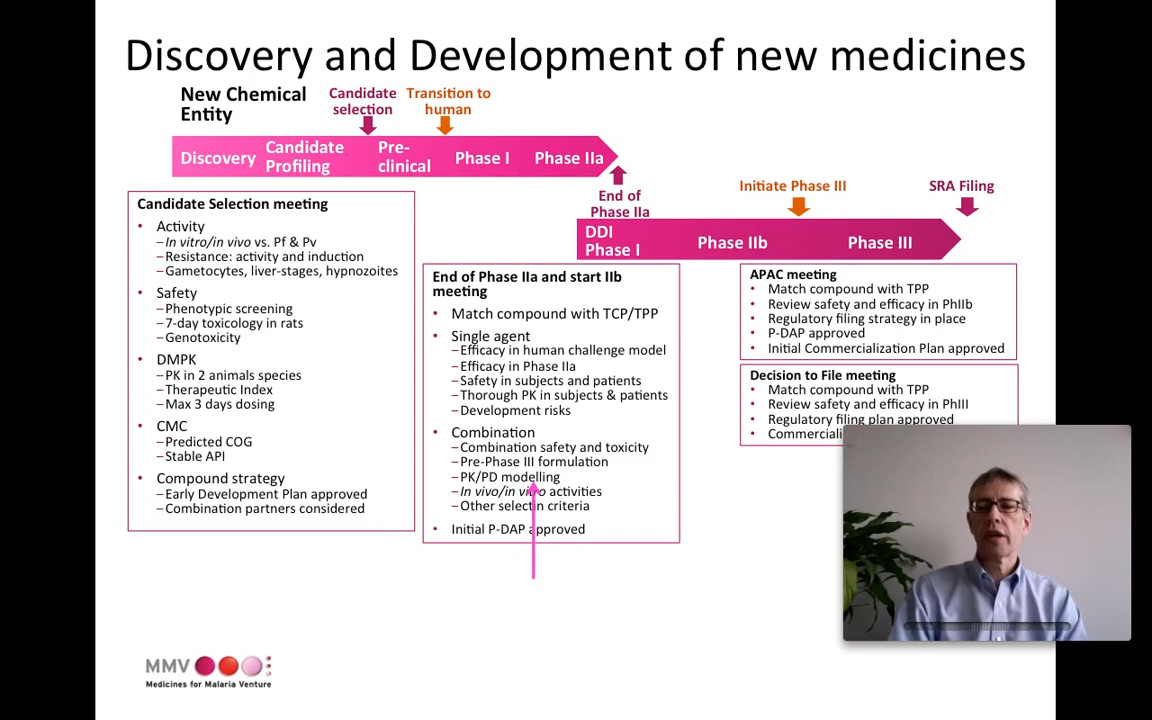 Discovery and Development of new medicines
New Chemical
Entity
Candidate
selection
Transition to
human
Discovery
Candidate
Profiling
Pre-
clinical
Phase I
Phase IIa
End of
Phase IIa
Initiate Phase III
SRA Filing
DDI
Phase I
Phase IIb
Phase III
Candidate Selection meeting
• Activity
–In vitro/in vivo vs. Pf & Pv
–Resistance: activity and induction
–Gametocytes, liver-stages, hypnozoites
• Safety
–Phenotypic screening
–7-day toxicology in rats
–Genotoxicity
• DMPK
–PK in 2 animals species
–Therapeutic Index
–Max 3 days dosing
• CMC
–Predicted COG
–Stable API
• Compound strategy
–Early Development Plan approved
–Combination partners considered
End of Phase IIa and start IIb
meeting
• Match compound with TCP/TPP
• Single agent
–Efficacy in human challenge model
–Efficacy in Phase IIa
–Safety in subjects and patients
–Thorough PK in subjects & patients
–Development risks
• Combination
–Combination safety and toxicity
–Pre-Phase III formulation
–PK/PD modelling
–In vivo/in vitro activities
–Other selectin criteria
• Initial P-DAP approved
APAC meeting
• Match compound with TPP
• Review safety and efficacy in PhIIb
• Regulatory filing strategy in place
• P-DAP approved
• Initial Commercialization Plan approved
Decision to File meeting
• Match compound with TPP
• Review safety and efficacy in PhIII
• Regulatory filing plan approved
• Commerciali
MMV
Medicines for Malaria Venture